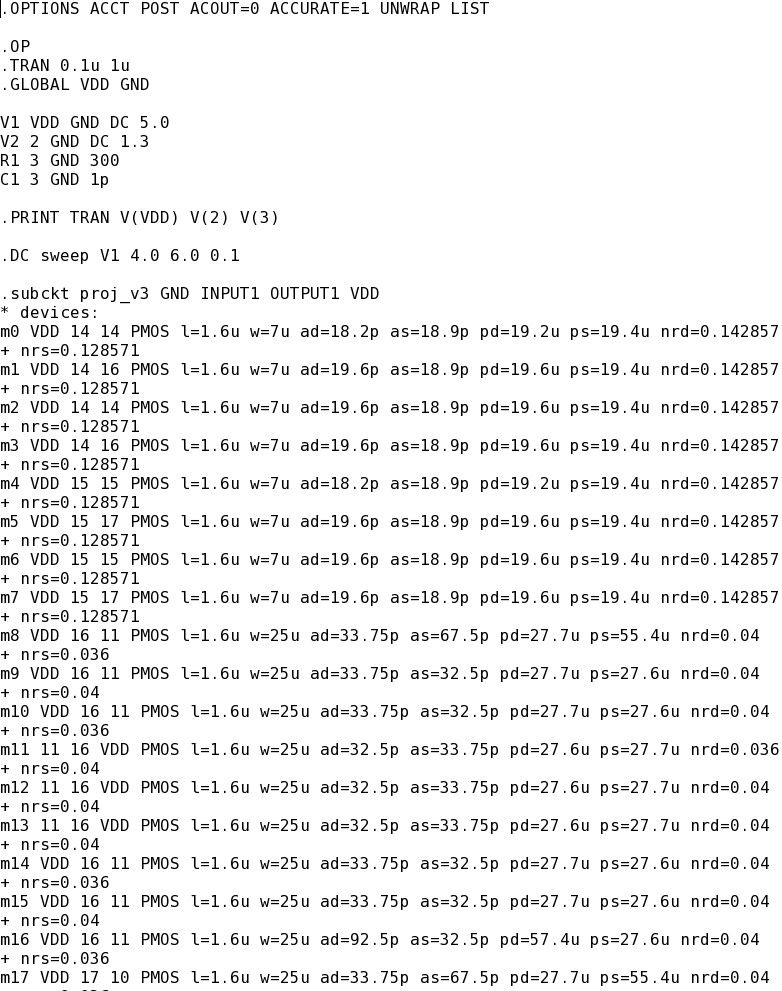 .OPTIONS ACCT POST ACOUT=0 ACCURATE=1 UNWRAP LIST
.OP
.TRAN 0.1u 1u
.GLOBAL VDD GND
V1 VDD GND DC 5.0
V2 2 GND DC 1.3
R1 3 GND 300
C1 3 GND 1p
.PRINT TRAN V(VDD) V(2) V(3)
.DC sweep V1 4.0 6.0 0.1
.subckt proj_v3 GND INPUT1 OUTPUT1 VDD
* devices:
m0 VDD 14 14 PMOS l=1.6u w=7u ad=18.2p as=18.9p pd=19.2u ps=19.4u nrd=0.142857
+ nrs=0.128571
m1 VDD 14 16 PMOS l=1.6u w=7u ad=19.6p as=18.9p pd=19.6u ps=19.4u nrd=0.142857
+ nrs=0.128571
m2 VDD 14 14 PMOS l=1.6u w=7u ad=19.6p as=18.9p pd=19.6u ps=19.4u nrd=0.142857
+ nrs=0.128571
m3 VDD 14 16 PMOS l=1.6u w=7u ad=19.6p as=18.9p pd=19.6u ps=19.4u nrd=0.142857
+ nrs=0.128571
m4 VDD 15 15 PMOS l=1.6u w=7u ad=18.2p as=18.9p pd=19.2u ps=19.4u nrd=0.142857
+ nrs=0.128571
m5 VDD 15 17 PMOS l=1.6u w=7u ad=19.6p as=18.9p pd=19.6u ps=19.4u nrd=0.142857
+ nrs=0.128571
m6 VDD 15 15 PMOS l=1.6u w=7u ad=19.6p as=18.9p pd=19.6u ps=19.4u nrd=0.142857
+ nrs=0.128571
m7 VDD 15 17 PMOS l=1.6u w=7u ad=19.6p as=18.9p pd=19.6u ps=19.4u nrd=0.142857
+ nrs=0.128571
m8 VDD 16 11 PMOS l=1.6u w=25u ad=33.75p as=67.5p pd=27.7u ps=55.4u nrd=0.04
+ nrs=0.036
m9 VDD 16 11 PMOS l=1.6u w=25u ad=33.75p as=32.5p pd=27.7u ps=27.6u nrd=0.04
+ nrs=0.04
m10 VDD 16 11 PMOS l=1.6u w=25u ad=33.75p as=32.5p pd=27.7u ps=27.6u nrd=0.04
+ nrs=0.036
m11 11 16 VDD PMOS l=1.6u w=25u ad=32.5p as=33.75p pd=27.6u ps=27.7u nrd=0.036
+ nrs=0.04
m12 11 16 VDD PMOS l=1.6u w=25u ad=32.5p as=33.75p pd=27.6u ps=27.7u nrd=0.04
+ nrs=0.04
m13 11 16 VDD PMOS l=1.6u w=25u ad=32.5p as=33.75p pd=27.6u ps=27.7u nrd=0.04
+ nrs=0.04
m14 VDD 16 11 PMOS l=1.6u w=25u ad=33.75p as=32.5p pd=27.7u ps=27.6u nrd=0.04
+ nrs=0.036
m15 VDD 16 11 PMOS l=1.6u w=25u ad=33.75p as=32.5p pd=27.7u ps=27.6u nrd=0.04
+ nrs=0.04
m16 VDD 16 11 PMOS l=1.6u w=25u ad=92.5p as=32.5p pd=57.4u ps=27.6u nrd=0.04
+ nrs=0.036
m17 VDD 17 10 PMOS l=1.6u w=25u ad=33.75p as=67.5p pd=27.7u ps=55.4u nrd=0.04